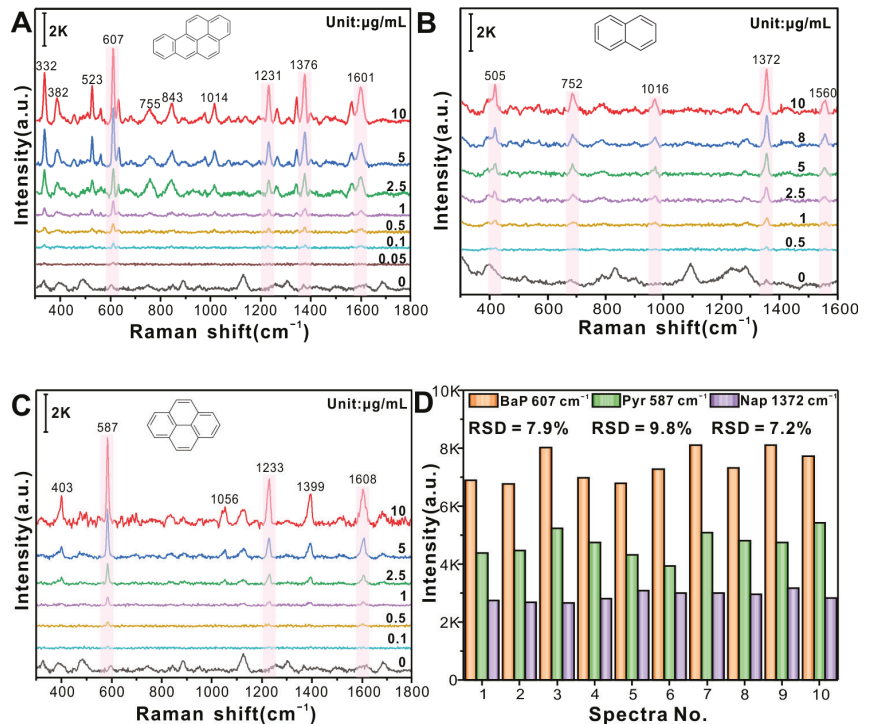 A
2K
Unit:μg/mL
607
332
382
523
755
843
1014
1231
1376
1601
10
5
2.5
1
0.5
0.1
0.05
0
Intensity(a.u.)
400 600 800 1000 1200 1400 1600 1800
Raman shift(cm⁻¹)
B
2K
Unit:μg/mL
505
752
1016
1372
1560
10
8
5
2.5
1
0.5
0
Intensity(a.u.)
400 600 800 1000 1200 1400 1600
Raman shift(cm⁻¹)
C
2K
Unit:μg/mL
587
403
1056
1233
1399
1608
10
5
2.5
1
0.5
0.1
0
Intensity(a.u.)
400 600 800 1000 1200 1400 1600 1800
Raman shift(cm⁻¹)
D
BaP 607 cm⁻¹ Pyr 587 cm⁻¹ Nap 1372 cm⁻¹
RSD = 7.9% RSD = 9.8% RSD = 7.2%
10K
8K
6K
4K
2K
0
Intensity(a.u.)
1 2 3 4 5 6 7 8 9 10
Spectra No.